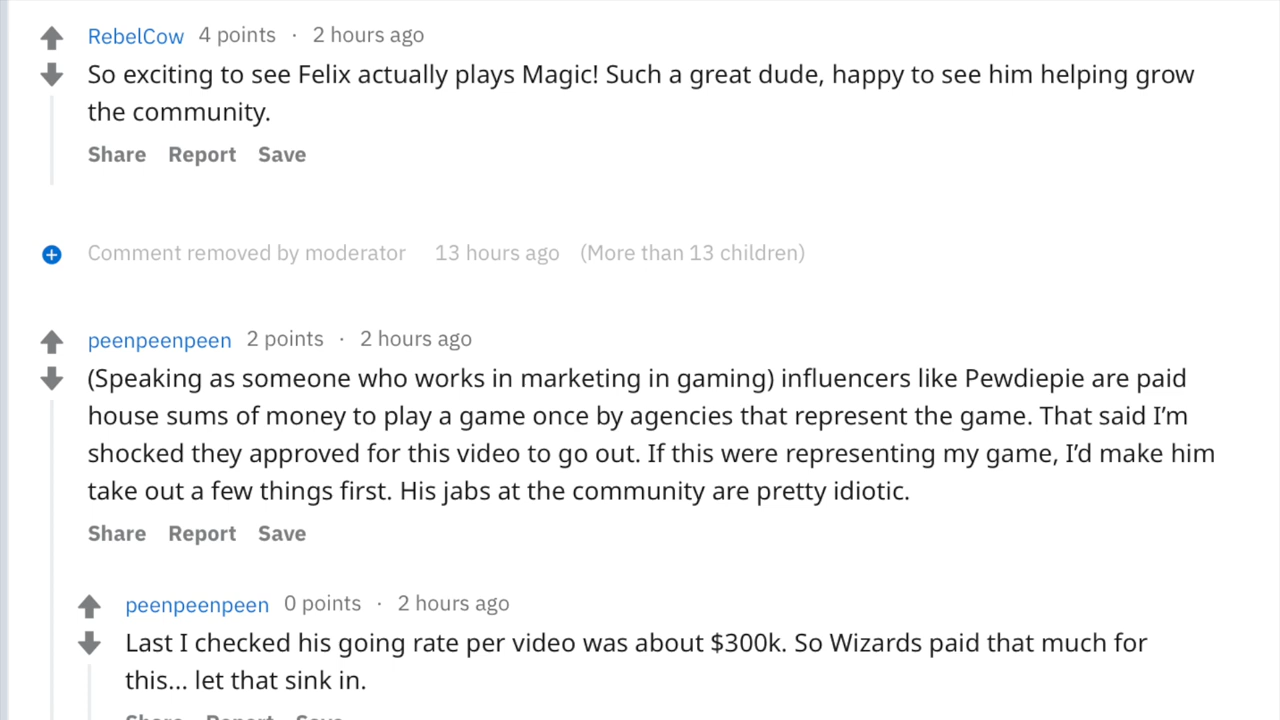 RebelCow 4 points · 2 hours ago
So exciting to see Felix actually plays Magic! Such a great dude, happy to see him helping grow
the community.
Share Report Save
Comment removed by moderator 13 hours ago (More than 13 children)
peenpeenpeen 2 points · 2 hours ago
(Speaking as someone who works in marketing in gaming) influencers like Pewdiepie are paid
house sums of money to play a game once by agencies that represent the game. That said I’m
shocked they approved for this video to go out. If this were representing my game, I’d make him
take out a few things first. His jabs at the community are pretty idiotic.
Share Report Save
peenpeenpeen 0 points · 2 hours ago
Last I checked his going rate per video was about $300k. So Wizards paid that much for
this... let that sink in.
Share Report Save